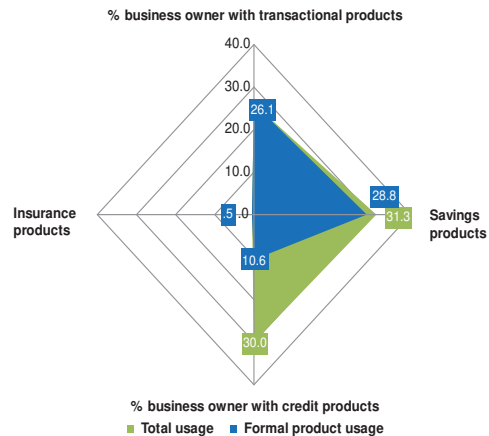 % business owner with transactional products
40.0
30.0
26.1
20.0
10.0
28.8
Insurance products
.5
.0
31.3
Savings products
10.6
30.0
% business owner with credit products
Total usage
Formal product usage